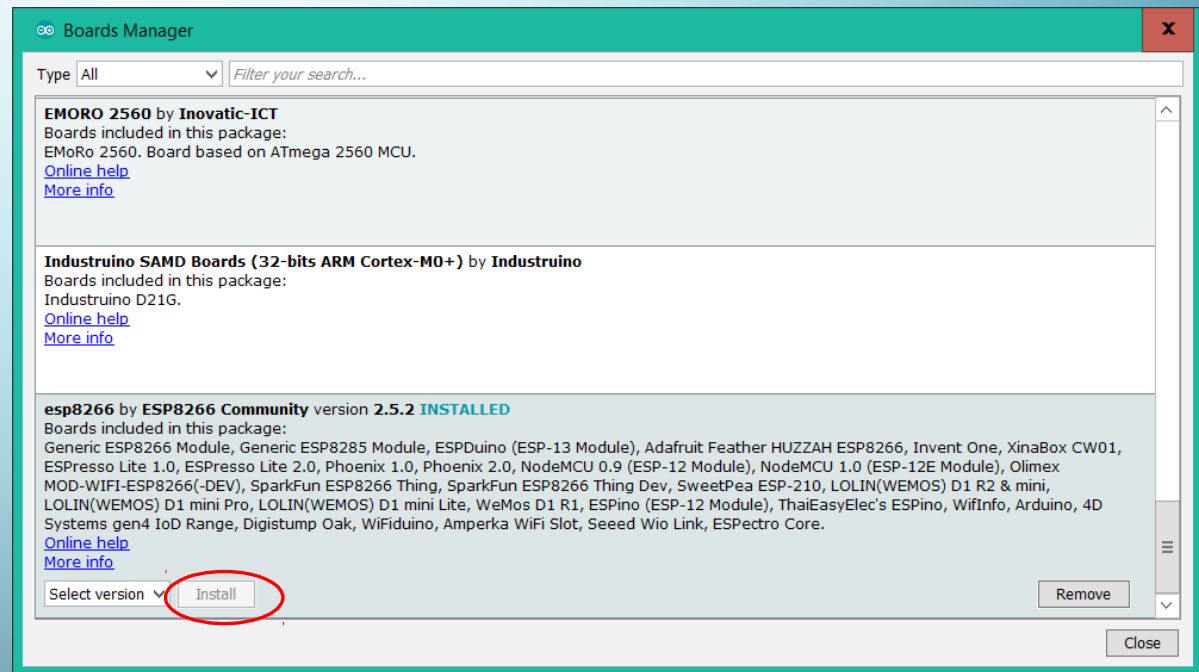 Boards Manager
x
Type All Filter your search...
EMORO 2560 by Inovatic-ICT
Boards included in this package:
EMoRo 2560. Board based on ATmega 2560 MCU.
Online help
More info
Industruino SAMD Boards (32-bits ARM Cortex-M0+) by Industruino
Boards included in this package:
Industruino D21G.
Online help
More info
esp8266 by ESP8266 Community version 2.5.2 INSTALLED
Boards included in this package:
Generic ESP8266 Module, Generic ESP8285 Module, ESPDuino (ESP-13 Module), Adafruit Feather HUZZAH ESP8266, Invent One, XinaBox CW01,
ESPresso Lite 1.0, ESPresso Lite 2.0, Phoenix 1.0, Phoenix 2.0, NodeMCU 0.9 (ESP-12 Module), NodeMCU 1.0 (ESP-12E Module), Olimex
MOD-WIFI-ESP8266(-DEV), SparkFun ESP8266 Thing, SparkFun ESP8266 Thing Dev, SweetPea ESP-210, LOLIN(WEMOS) D1 R2 & mini,
LOLIN(WEMOS) D1 mini Pro, LOLIN(WEMOS) D1 mini Lite, WeMos D1 R1, ESPino (ESP-12 Module), ThaiEasyElec's ESPino, WifInfo, Arduino, 4D
Systems gen4 IoD Range, Digistump Oak, WiFiduino, Amperka WiFi Slot, Seeed Wio Link, ESPectro Core.
Online help
More info
Select version Install Remove
Close